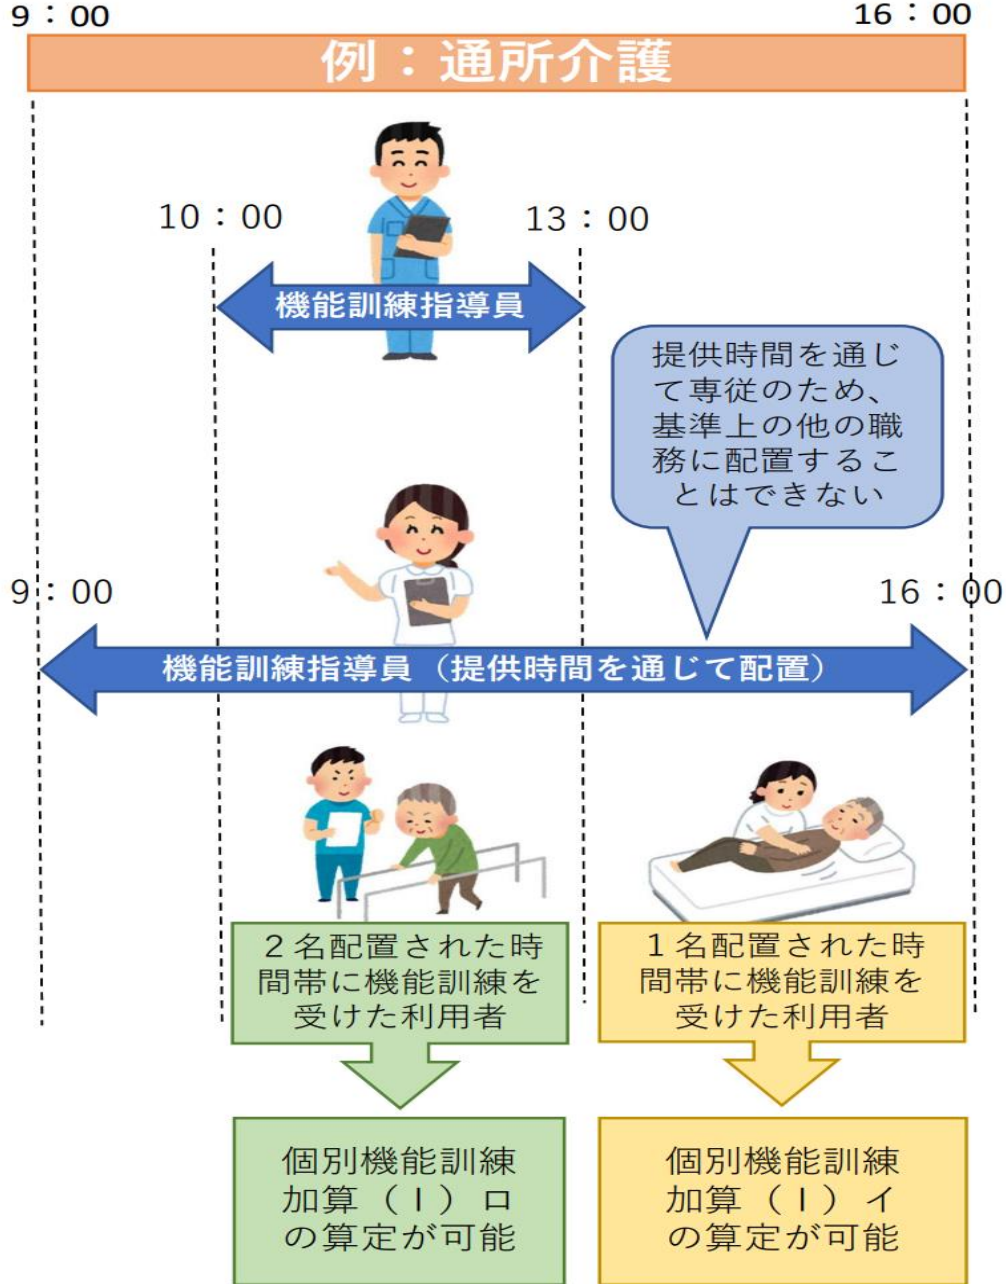 9：00
16：00
例：通所介護
10：00
13：00
機能訓練指導員
提供時間を通じ
て専従のため、
基準上の他の職
務に配置するこ
とはできない
9：00
16：00
機能訓練指導員（提供時間を通じて配置）
２名配置された時
間帯に機能訓練を
受けた利用者
１名配置された時
間帯に機能訓練を
受けた利用者
個別機能訓練
加算（Ⅰ）ロ
の算定が可能
個別機能訓練
加算（Ⅰ）イ
の算定が可能